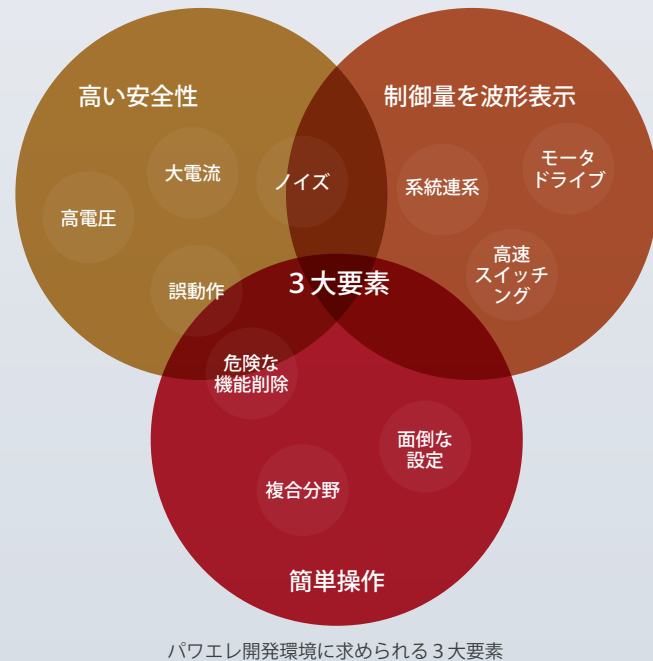 高い安全性
制御量を波形表示
大電流
ノイズ
高電圧
誤動作
系統連系
モータ
ドライブ
高速
スイッチ
ング
３大要素
危険な
機能削除
面倒な
設定
複合分野
簡単操作
パワエレ開発環境に求められる３大要素